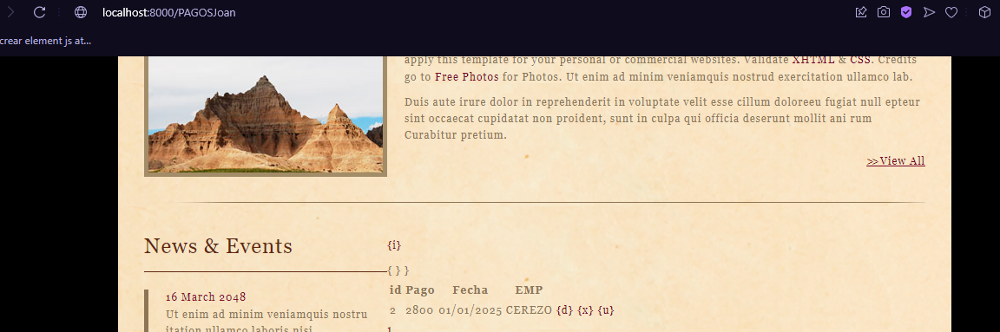 localhost:8000/PAGOSJoan
crear element js at...
apply this template for your personal or commercial websites. Validate XHTML & CSS. Credits
go to Free Photos for Photos. Ut enim ad minim veniamquis nostrud exercitation ullamco lab.
Duis aute irure dolor in reprehenderit in voluptate velit esse cillum doloreeu fugiat null epteur
sint occaecat cupidatat non proident, sunt in culpa qui officia deserunt mollit ani rum
Curabitur pretium.
>>View All
News & Events
16 March 2048
Ut enim ad minim veniamquis nostru
itation ullamco laboris nisi
{i}
{ } }
id Pago Fecha EMP
2 2800 01/01/2025 CEREZO {d} {x} {u}
1